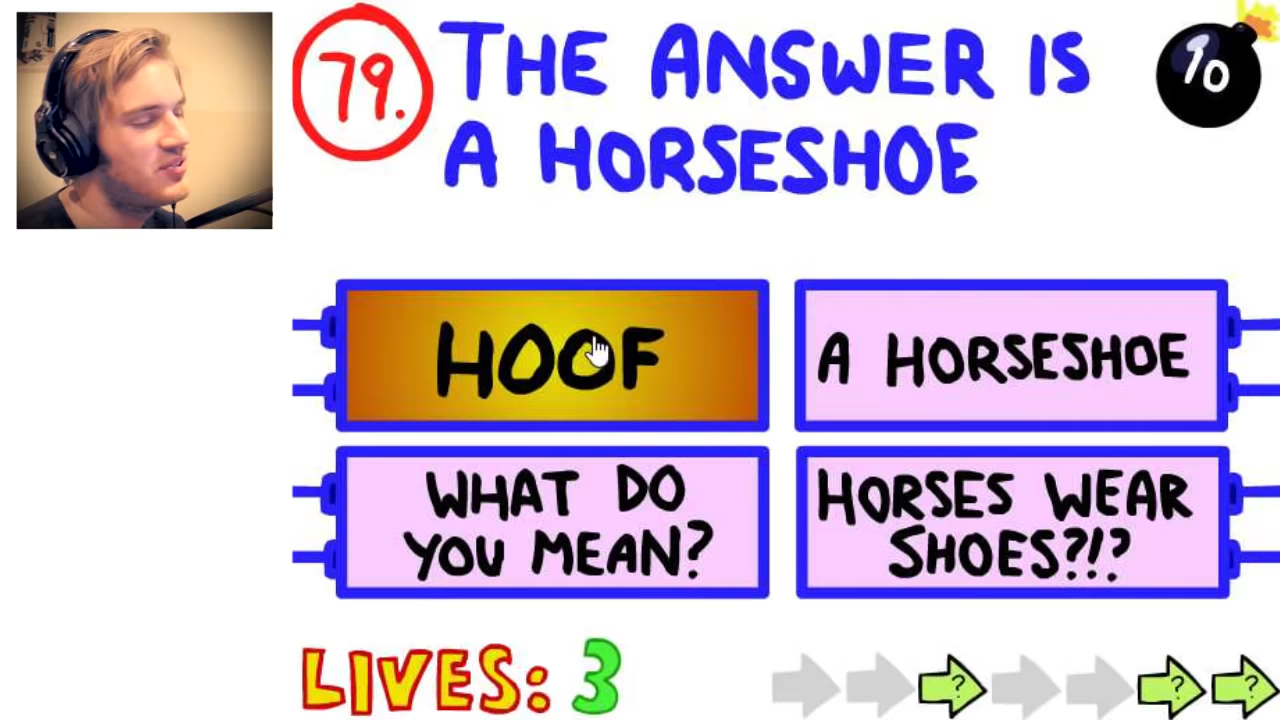 79. THE ANSWER IS
A HORSESHOE
10
HOOF
A HORSESHOE
WHAT DO
YOU MEAN?
HORSES WEAR
SHOES?!?
LIVES: 3
? ? ?